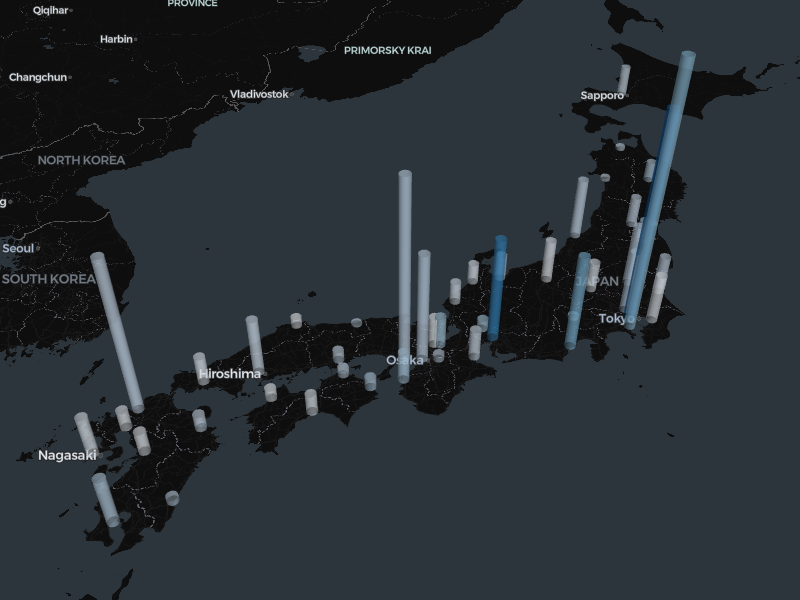 PROVINCE
Qiqihar
Harbin
PRIMORSKY KRAI
Changchun
Vladivostok
Sapporo
NORTH KOREA
g
Seoul
SOUTH KOREA
JAPAN
Tokyo
Osaka
Hiroshima
Nagasaki